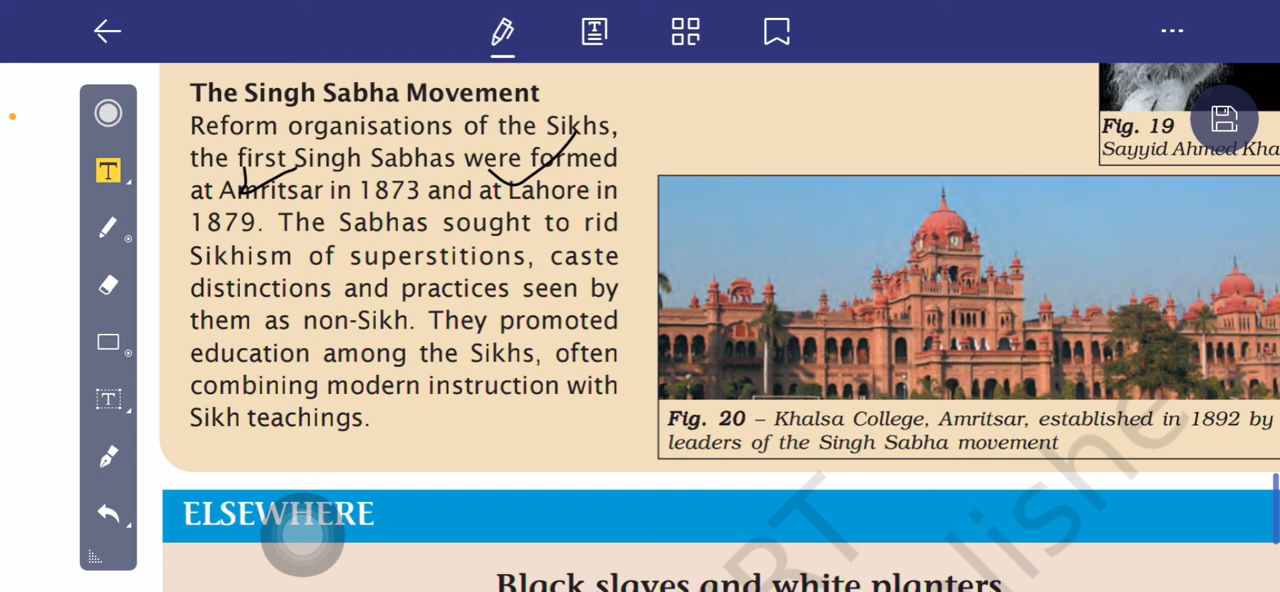 The Singh Sabha Movement
Reform organisations of the Sikhs,
the first Singh Sabhas were formed
at Amritsar in 1873 and at Lahore in
1879. The Sabhas sought to rid
Sikhism of superstitions, caste
distinctions and practices seen by
them as non-Sikh. They promoted
education among the Sikhs, often
combining modern instruction with
Sikh teachings.
Fig. 19
Sayyid Ahmed Kha
Fig. 20 – Khalsa College, Amritsar, established in 1892 by
leaders of the Singh Sabha movement
ELSEWHERE
Black slaves and white planters